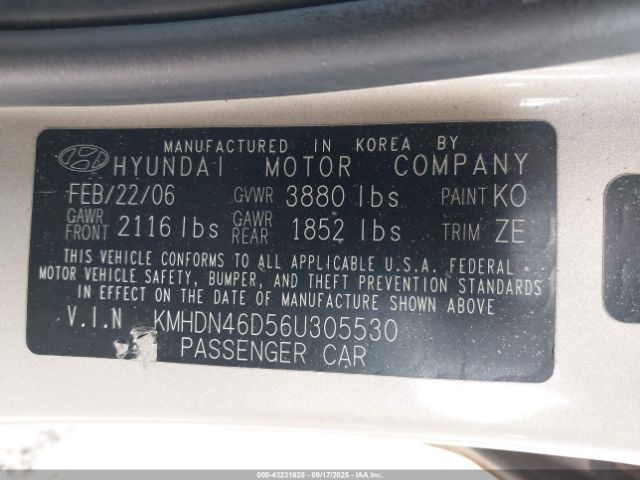 MANUFACTURED IN KOREA BY
HYUNDAI MOTOR COMPANY
FEB/22/06 GVWR 3880 lbs PAINT KO
GAWR FRONT 2116 lbs GAWR REAR 1852 lbs TRIM ZE
THIS VEHICLE CONFORMS TO ALL APPLICABLE U.S.A. FEDERAL
MOTOR VEHICLE SAFETY, BUMPER, AND THEFT PREVENTION STANDARDS
IN EFFECT ON THE DATE OF MANUFACTURE SHOWN ABOVE
V.I.N KMHDN46D56U305530
PASSENGER CAR
000-43231628 - 09/17/2025 - IAAI.COM